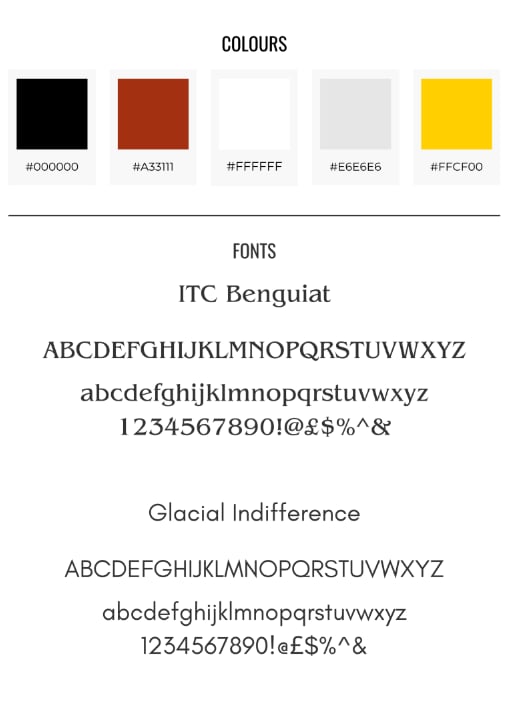 COLOURS
#000000 #A33111 #FFFFFF #E6E6E6 #FFCF00
FONTS
ITC Benguiat
ABCDEFGHIJKLMNOPQRSTUVWXYZ
abcdefghijklmnopqrstuvwxyz
1234567890!@£$%^&
Glacial Indifference
ABCDEFGHIJKLMNOPQRSTUVWXYZ
abcdefghijklmnopqrstuvwxyz
1234567890!@£$%^&